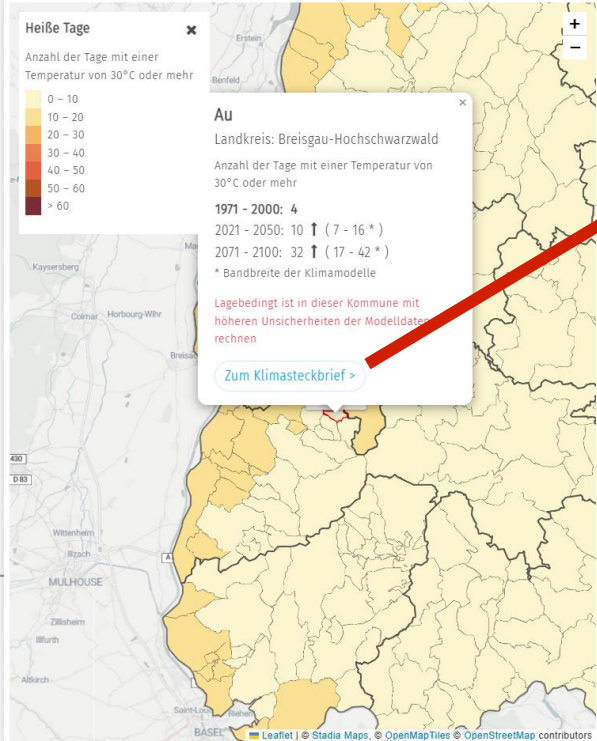 Heiße Tage ✖
Anzahl der Tage mit einer
Temperatur von 30°C oder mehr
0 – 10
10 – 20
20 – 30
30 – 40
40 – 50
50 – 60
> 60
+
−
Erstein
Benfeld
×
Au
Landkreis: Breisgau-Hochschwarzwald
Anzahl der Tage mit einer Temperatur von
30°C oder mehr
1971 - 2000: 4
2021 - 2050: 10 ⬆ ( 7 - 16 * )
2071 - 2100: 32 ⬆ ( 17 - 42 * )
* Bandbreite der Klimamodelle
Lagebedingt ist in dieser Kommune mit
höheren Unsicherheiten der Modelldaten
rechnen
Zum Klimasteckbrief >
Kaysersberg
Colmar
Horbourg-Wihr
430
D 83
Wittenheim
Illzach
A
MULHOUSE
Zillisheim
Illfurth
Altkirch
Saint-Lou
Riehen
BASEL
Leaflet | © Stadia Maps, © OpenMapTiles © OpenStreetMap contributors